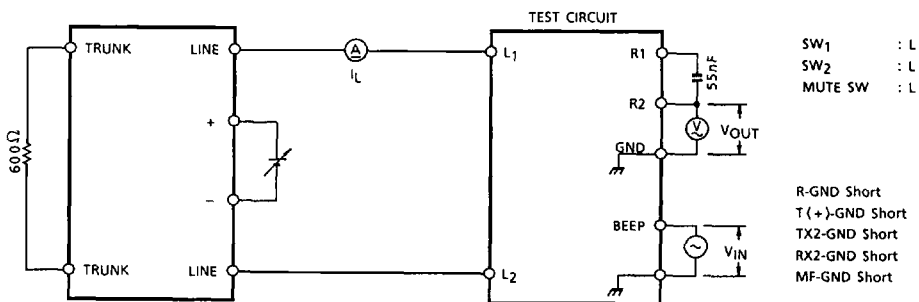 TEST CIRCUIT
TRUNK
LINE
A
IL
L1
R1
55nF
R2
V
VOUT
GND
+
−
600Ω
BEEP
VIN
TRUNK
LINE
L2
SW1 : L
SW2 : L
MUTE SW : L
R-GND Short
T(+)-GND Short
TX2-GND Short
RX2-GND Short
MF-GND Short